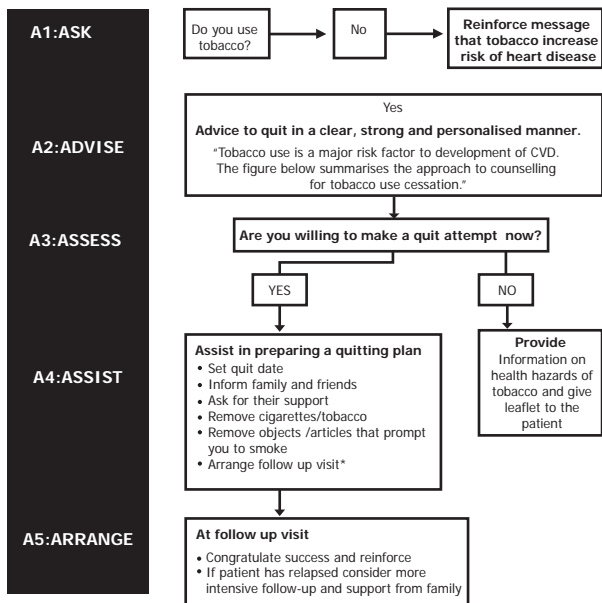 A1:ASK
Do you use
tobacco?
No
Reinforce message
that tobacco increase
risk of heart disease
A2:ADVISE
Yes
Advice to quit in a clear, strong and personalised manner.
"Tobacco use is a major risk factor to development of CVD.
The figure below summarises the approach to counselling
for tobacco use cessation."
A3:ASSESS
Are you willing to make a quit attempt now?
YES
NO
A4:ASSIST
Assist in preparing a quitting plan
• Set quit date
• Inform family and friends
• Ask for their support
• Remove cigarettes/tobacco
• Remove objects /articles that prompt
you to smoke
• Arrange follow up visit*
Provide
Information on
health hazards of
tobacco and give
leaflet to the
patient
A5:ARRANGE
At follow up visit
• Congratulate success and reinforce
• If patient has relapsed consider more
intensive follow-up and support from family